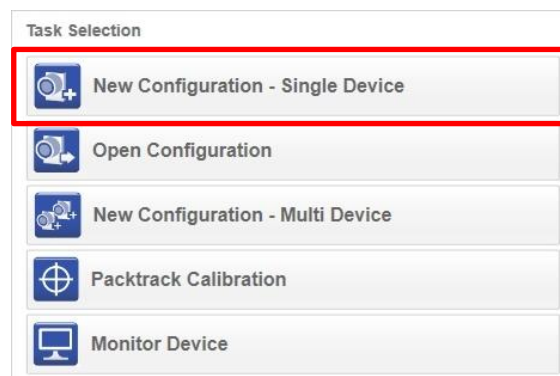 Task Selection
New Configuration - Single Device
Open Configuration
New Configuration - Multi Device
Packtrack Calibration
Monitor Device